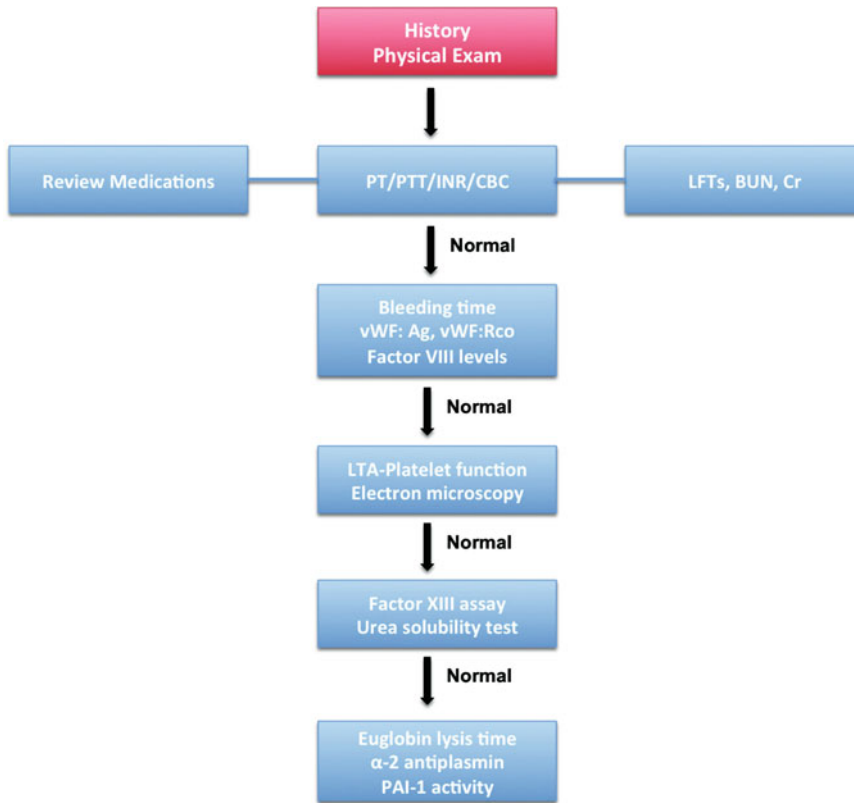 History
Physical Exam
Review Medications
PT/PTT/INR/CBC
LFTs, BUN, Cr
Normal
Bleeding time
vWF: Ag, vWF:Rco
Factor VIII levels
Normal
LTA-Platelet function
Electron microscopy
Normal
Factor XIII assay
Urea solubility test
Normal
Euglobin lysis time
α-2 antiplasmin
PAI-1 activity